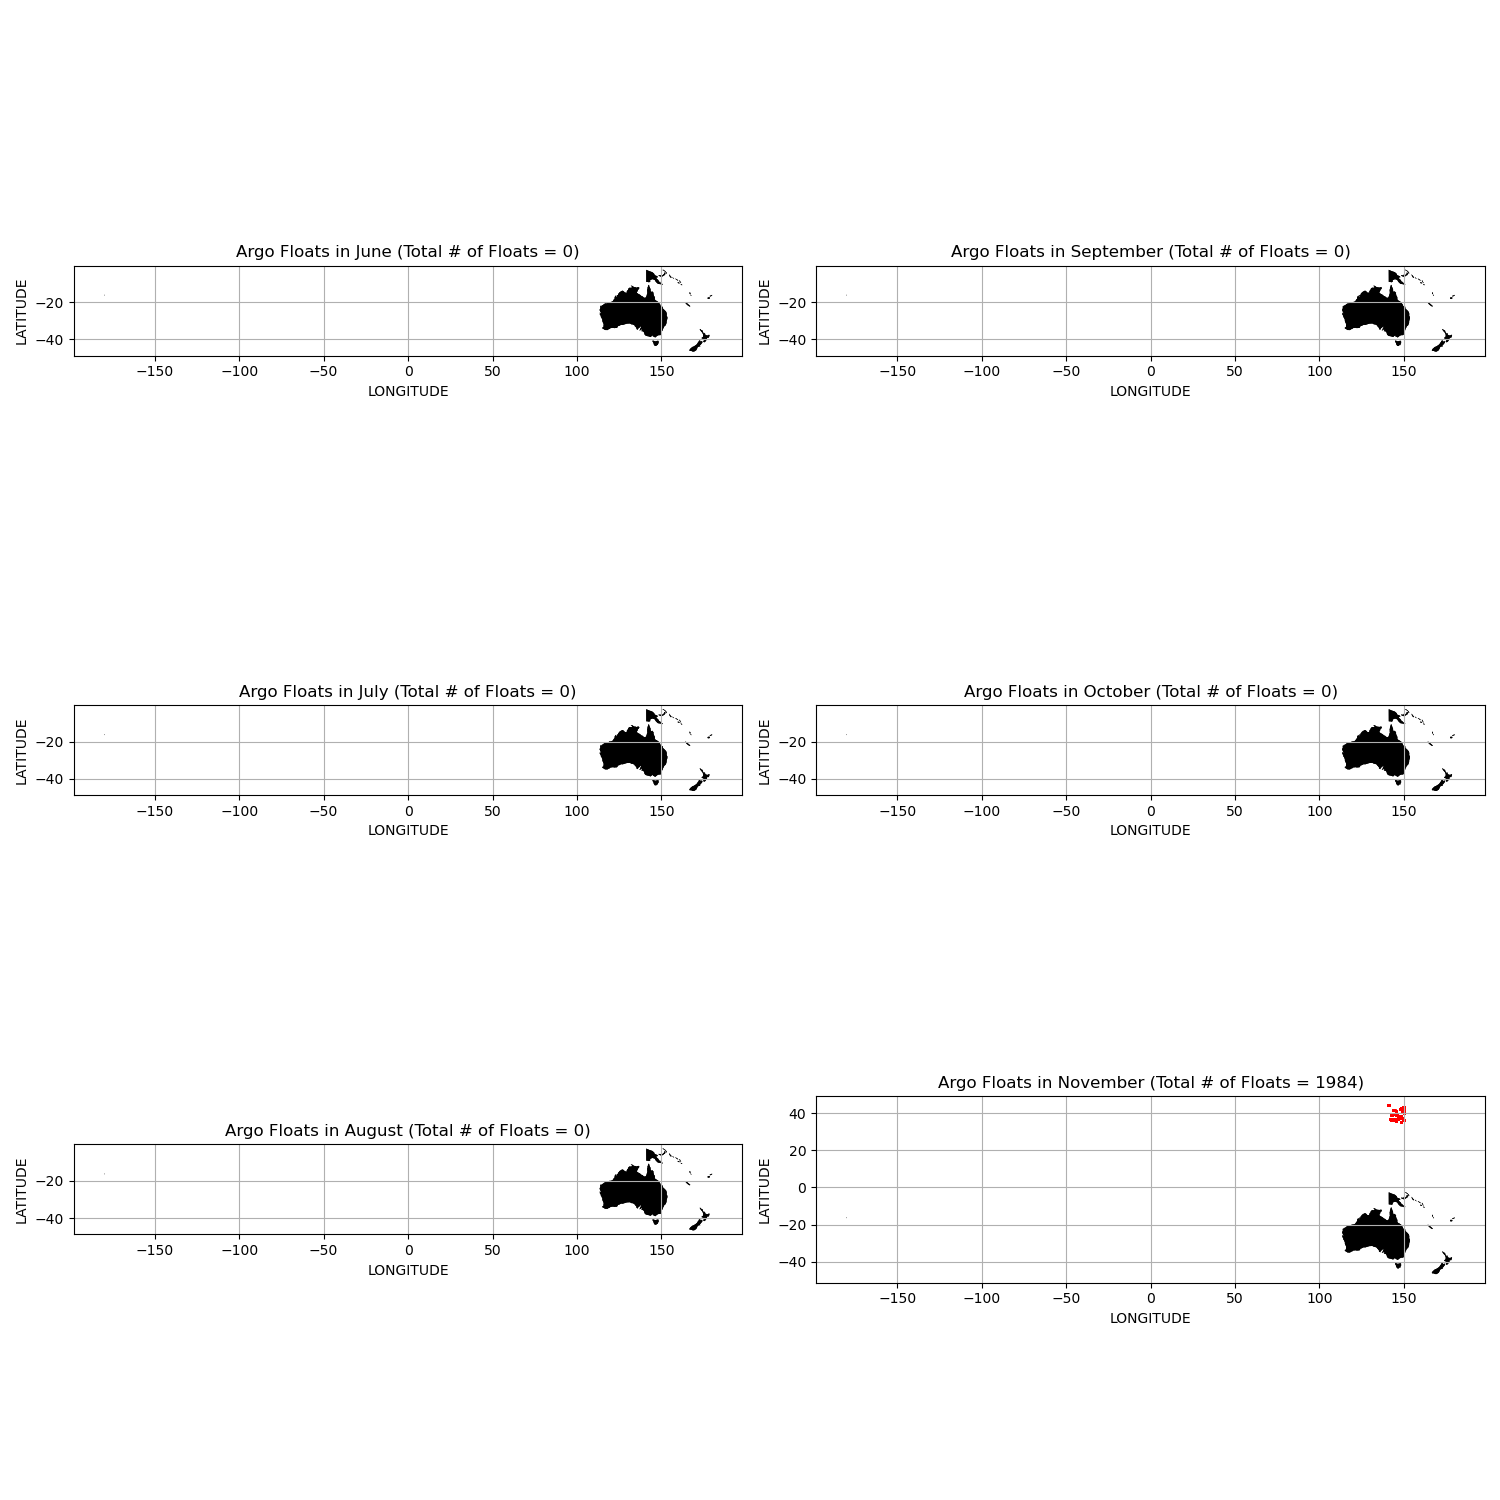 Argo Floats in June (Total # of Floats = 0)
LATITUDE
−20
−40
−150 −100 −50 0 50 100 150
LONGITUDE
Argo Floats in September (Total # of Floats = 0)
LATITUDE
−20
−40
−150 −100 −50 0 50 100 150
LONGITUDE
Argo Floats in July (Total # of Floats = 0)
LATITUDE
−20
−40
−150 −100 −50 0 50 100 150
LONGITUDE
Argo Floats in October (Total # of Floats = 0)
LATITUDE
−20
−40
−150 −100 −50 0 50 100 150
LONGITUDE
Argo Floats in August (Total # of Floats = 0)
LATITUDE
−20
−40
−150 −100 −50 0 50 100 150
LONGITUDE
Argo Floats in November (Total # of Floats = 1984)
LATITUDE
40
20
0
−20
−40
−150 −100 −50 0 50 100 150
LONGITUDE